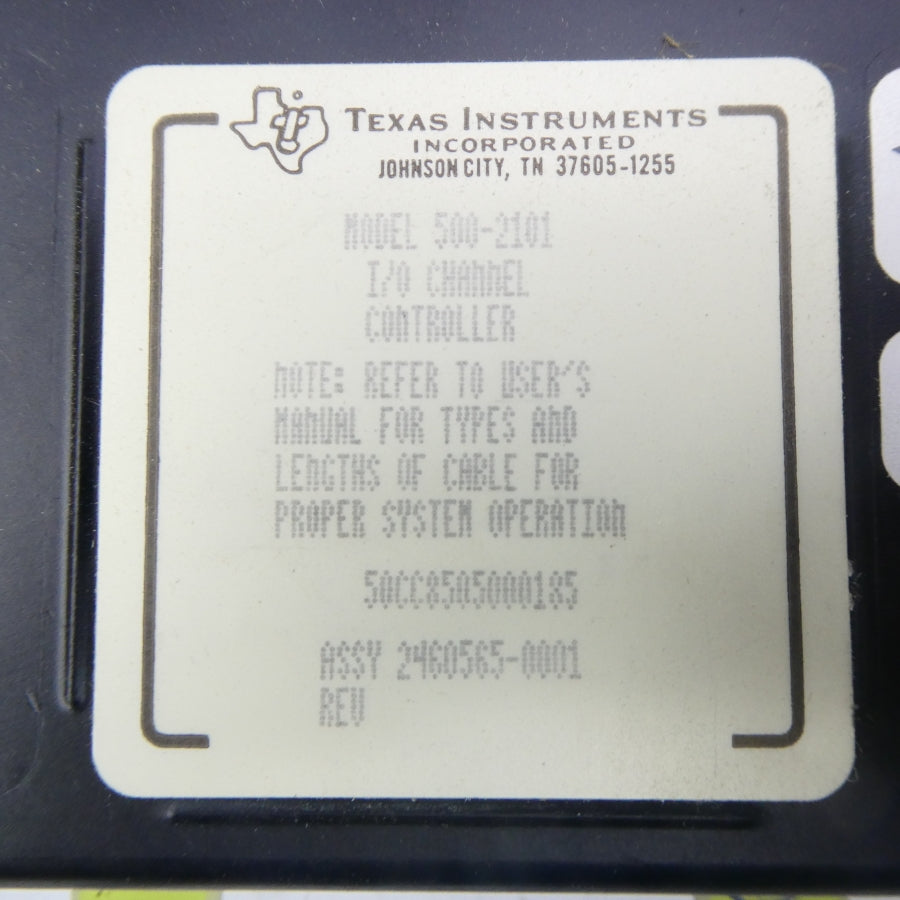 TEXAS INSTRUMENTS
INCORPORATED
JOHNSON CITY, TN 37605-1255
MODEL 500-2101
I/O CHANNEL
CONTROLLER
NOTE: REFER TO USER'S
MANUAL FOR TYPES AND
LENGTHS OF CABLE FOR
PROPER SYSTEM OPERATION
ASSY 2460565-0001
REV